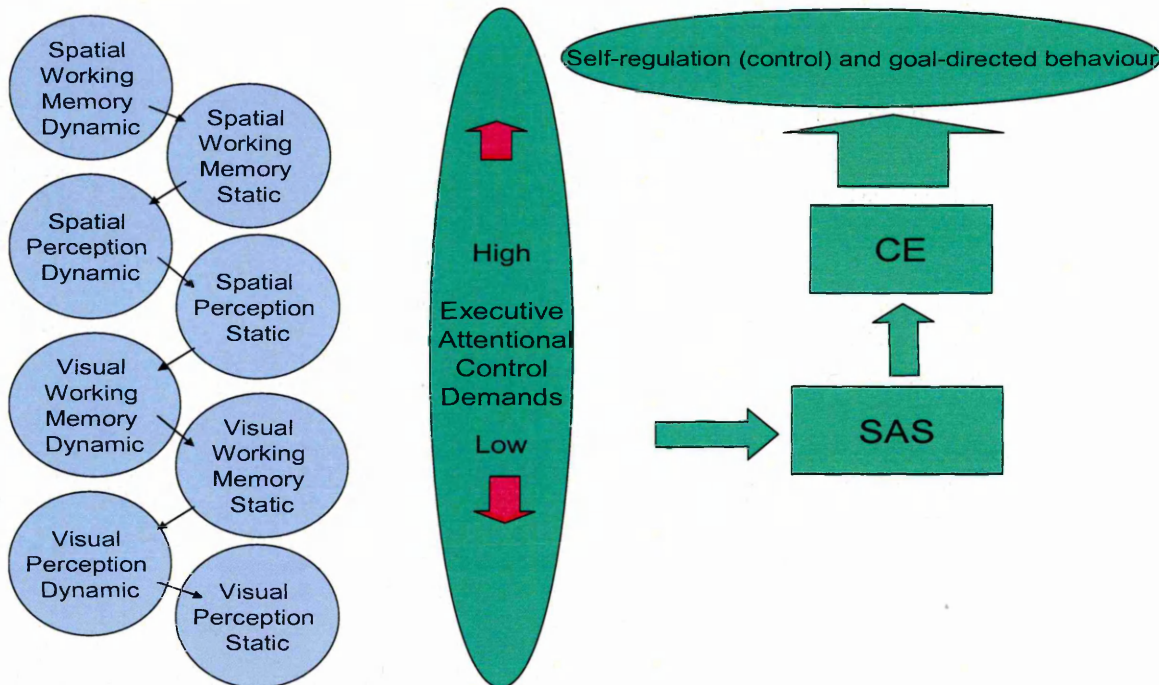 Spatial
Working
Memory
Dynamic
Spatial
Working
Memory
Static
Spatial
Perception
Dynamic
Spatial
Perception
Static
Visual
Working
Memory
Dynamic
Visual
Working
Memory
Static
Visual
Perception
Dynamic
Visual
Perception
Static
High
Executive
Attentional
Control
Demands
Low
Self-regulation (control) and goal-directed behaviour
CE
SAS